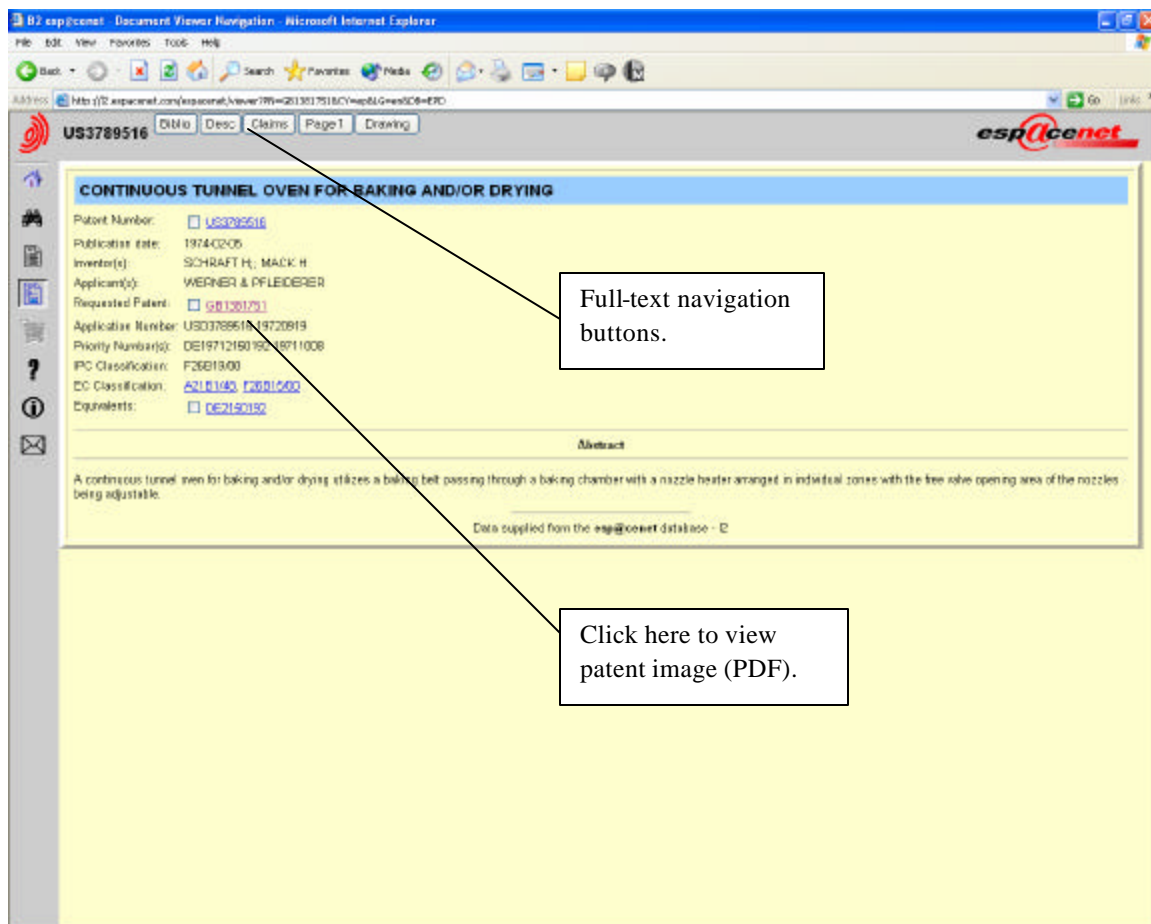 B2 esp@cenet - Document Viewer Navigation - Microsoft Internet Explorer
File Edit View Favorites Tools Help
Back Search Favorites Media
Address Go Links
US3789516 Biblio Desc Claims Page1 Drawing
esp@cenet
CONTINUOUS TUNNEL OVEN FOR BAKING AND/OR DRYING
Patent Number: US3789516
Publication date: 1974-02-05
Inventor(s): SCHRAFT H; MACK H
Applicant(s): WERNER & PFLEIDERER
Requested Patent: GB1381751
Application Number: USD3789516 19720919
Priority Number(s): DE19712150192 19711008
IPC Classification: F26B19/00
EC Classification: A21B1/48, F26B15/00
Equivalents: DE2150192
Full-text navigation
buttons.
Abstract
A continuous tunnel oven for baking and/or drying utilizes a baking belt passing through a baking chamber with a nozzle heater arranged in individual zones with the free valve opening area of the nozzles
being adjustable.
Data supplied from the esp@cenet database - I2
Click here to view
patent image (PDF).